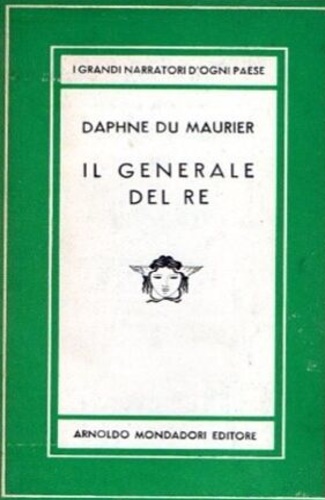 I GRANDI NARRATORI D'OGNI PAESE
DAPHNE DU MAURIER
IL GENERALE
DEL RE
ARNOLDO MONDADORI EDITORE